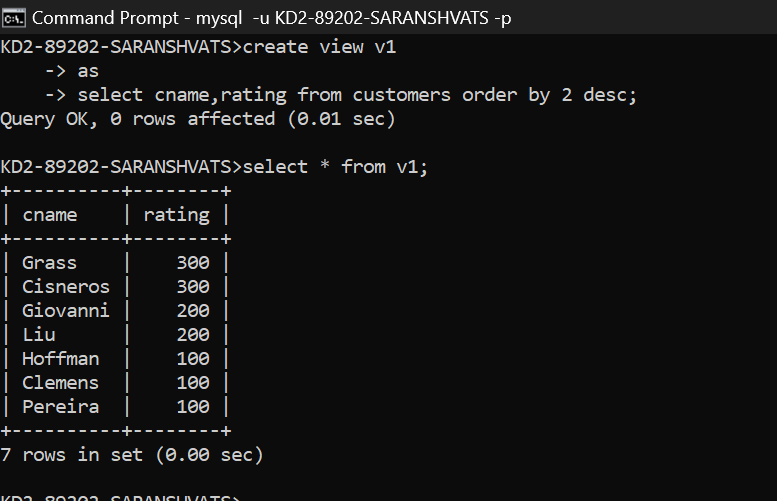 Command Prompt - mysql  -u KD2-89202-SARANSHVATS -p
KD2-89202-SARANSHVATS>create view v1
    -> as
    -> select cname,rating from customers order by 2 desc;
Query OK, 0 rows affected (0.01 sec)

KD2-89202-SARANSHVATS>select * from v1;
+----------+--------+
| cname    | rating |
+----------+--------+
| Grass    |    300 |
| Cisneros |    300 |
| Giovanni |    200 |
| Liu      |    200 |
| Hoffman  |    100 |
| Clemens  |    100 |
| Pereira  |    100 |
+----------+--------+
7 rows in set (0.00 sec)

KD2-89202-SARANSHVATS>